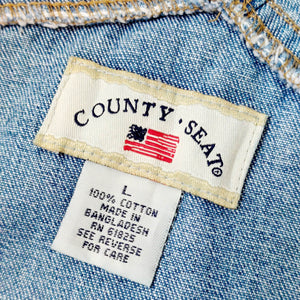 COUNTY · SEAT®
L
100% COTTON
MADE IN
BANGLADESH
RN 61825
SEE REVERSE
FOR CARE